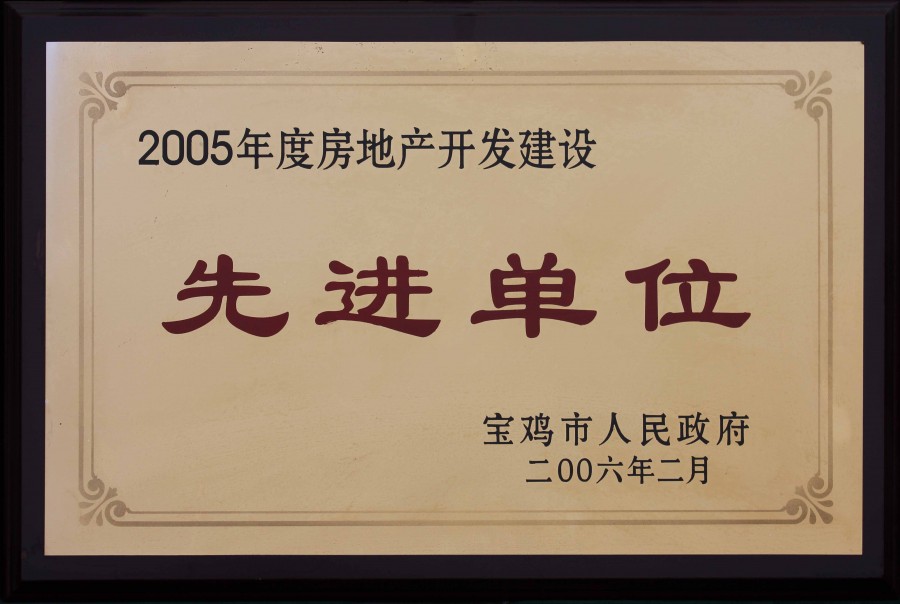 2005年度房地产开发建设
先进单位
宝鸡市人民政府
二00六年二月